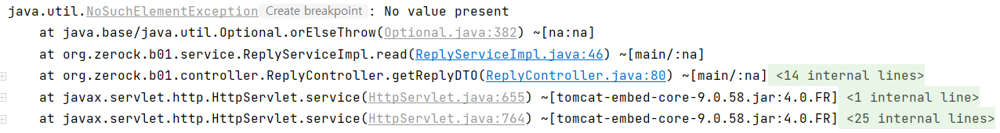 java.util.NoSuchElementException Create breakpoint : No value present
at java.base/java.util.Optional.orElseThrow(Optional.java:382) ~[na:na]
at org.zerock.b01.service.ReplyServiceImpl.read(ReplyServiceImpl.java:46) ~[main/:na]
at org.zerock.b01.controller.ReplyController.getReplyDTO(ReplyController.java:80) ~[main/:na] <14 internal lines>
at javax.servlet.http.HttpServlet.service(HttpServlet.java:655) ~[tomcat-embed-core-9.0.58.jar:4.0.FR] <1 internal line>
at javax.servlet.http.HttpServlet.service(HttpServlet.java:764) ~[tomcat-embed-core-9.0.58.jar:4.0.FR] <25 internal lines>